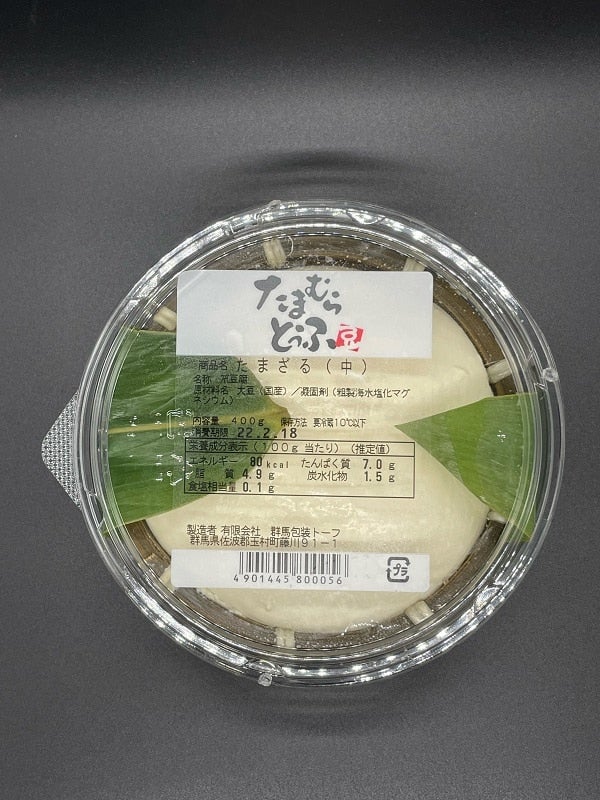 たまむら
とうふ 豆
商品名 たまざる（中）
名称 充豆腐
原材料名 大豆（国産）／凝固剤（粗製海水塩化マグ
ネシウム）
内容量 400g 保存方法 要冷蔵10℃以下
消費期限 22.2.18
栄養成分表示（100g 当たり）（推定値）
エネルギー 80kcal たんぱく質 7.0g
脂質 4.9g 炭水化物 1.5g
食塩相当量 0.1g
製造者 有限会社 群馬包装トーフ
群馬県佐波郡玉村町藤川91-1
4901445800056 プラ